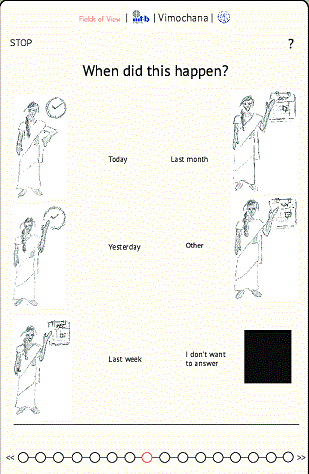 Fields of View | iiit-b | Vimochana |
STOP ?
When did this happen?
Today
Last month
Yesterday
Other
Last week
I don't want
to answer
<< >>